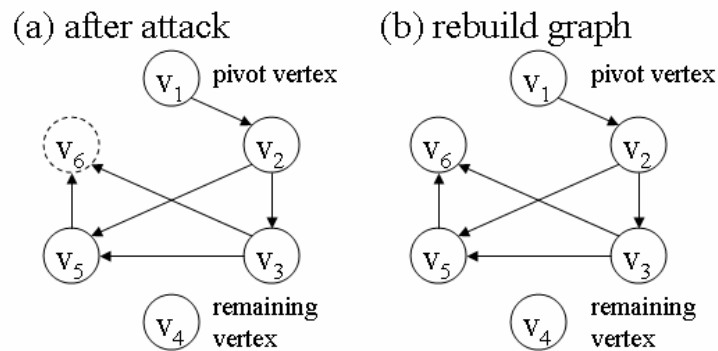 (a) after attack
v1
pivot vertex
v6
v2
v5
v3
v4
remaining
vertex
(b) rebuild graph
v1
pivot vertex
v6
v2
v5
v3
v4
remaining
vertex